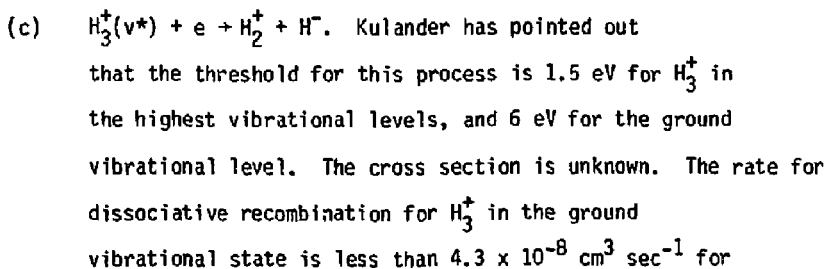 (c) H₃⁺(v*) + e → H₂⁺ + H⁻. Kulander has pointed out
that the threshold for this process is 1.5 eV for H₃⁺ in
the highest vibrational levels, and 6 eV for the ground
vibrational level. The cross section is unknown. The rate for
dissociative recombination for H₃⁺ in the ground
vibrational state is less than 4.3 x 10⁻⁸ cm³ sec⁻¹ for